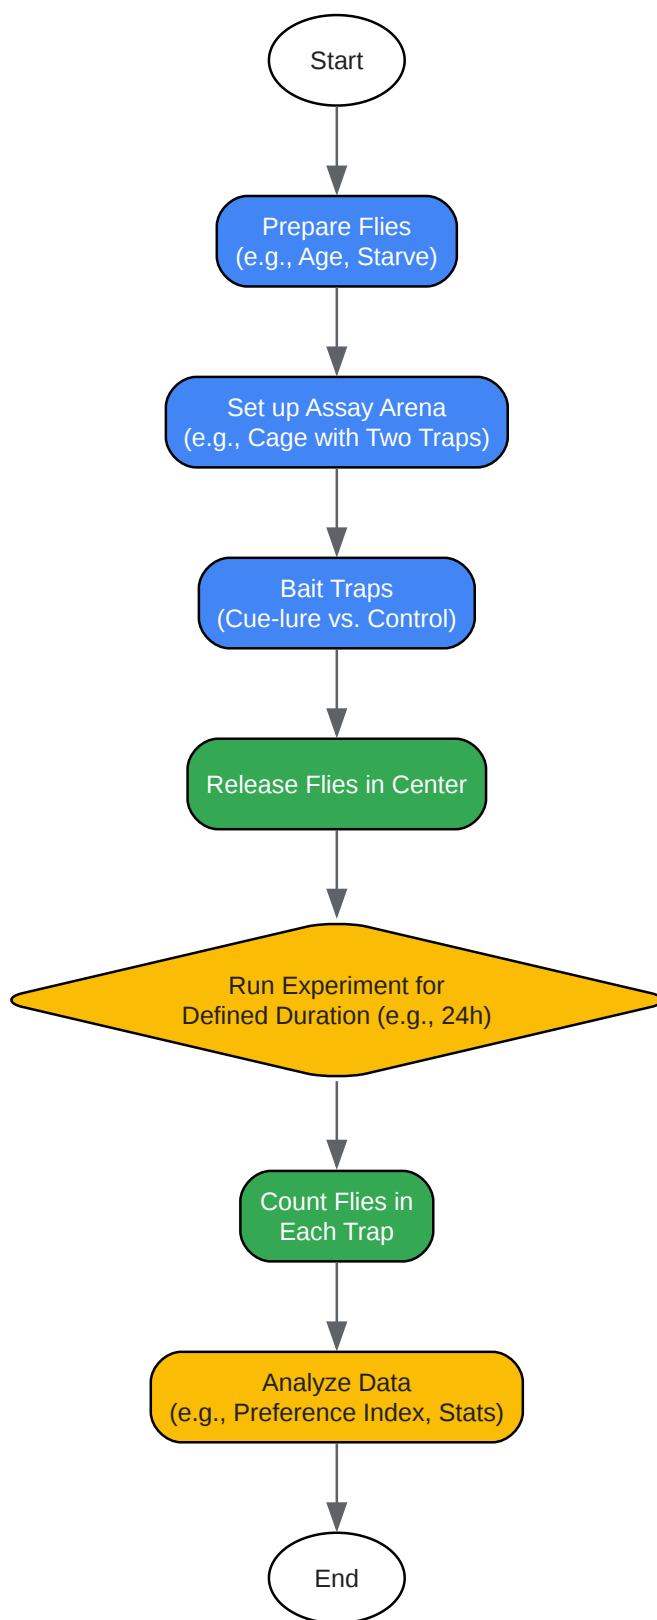 Start
Prepare Flies
(e.g., Age, Starve)
Set up Assay Arena
(e.g., Cage with Two Traps)
Bait Traps
(Cue-lure vs. Control)
Release Flies in Center
Run Experiment for
Defined Duration (e.g., 24h)
Count Flies in
Each Trap
Analyze Data
(e.g., Preference Index, Stats)
End